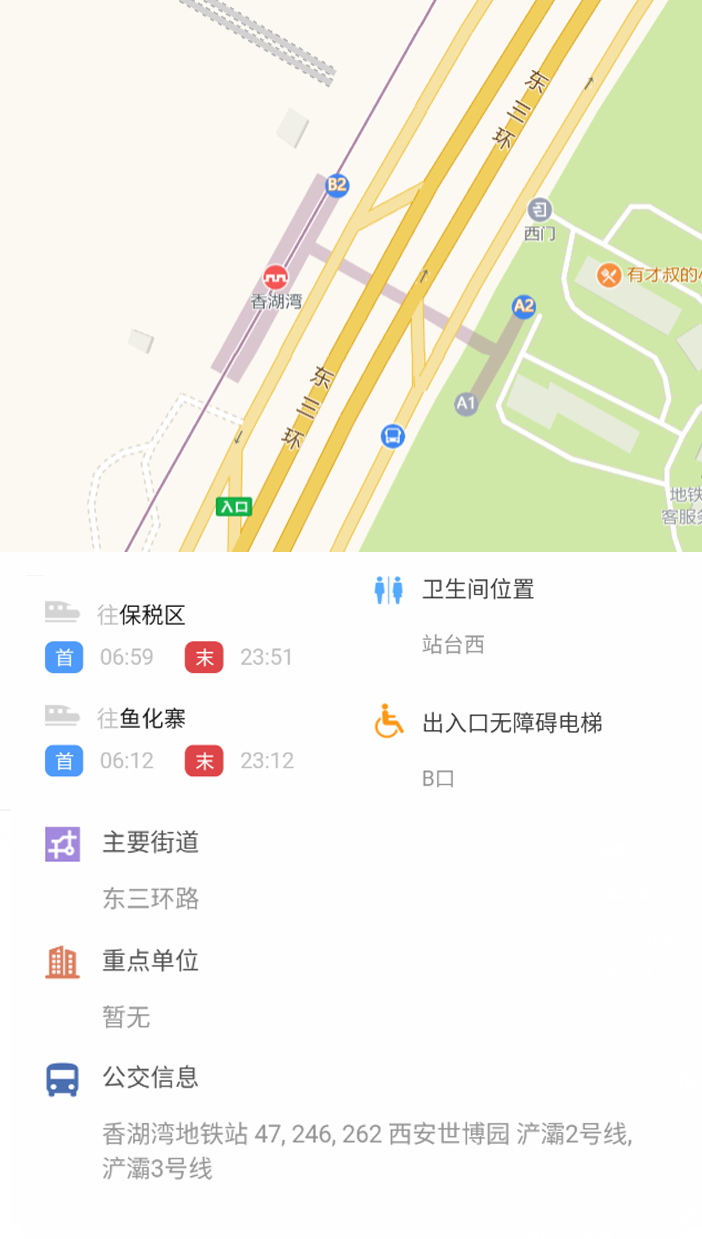 东三环
B2
西门
有才叔的
香湖湾
A2
东三环
A1
入口
地铁
客服务
往保税区
首 06:59 末 23:51
往鱼化寨
首 06:12 末 23:12
卫生间位置
站台西
出入口无障碍电梯
B口
主要街道
东三环路
重点单位
暂无
公交信息
香湖湾地铁站 47, 246, 262 西安世博园 浐灞2号线,
浐灞3号线